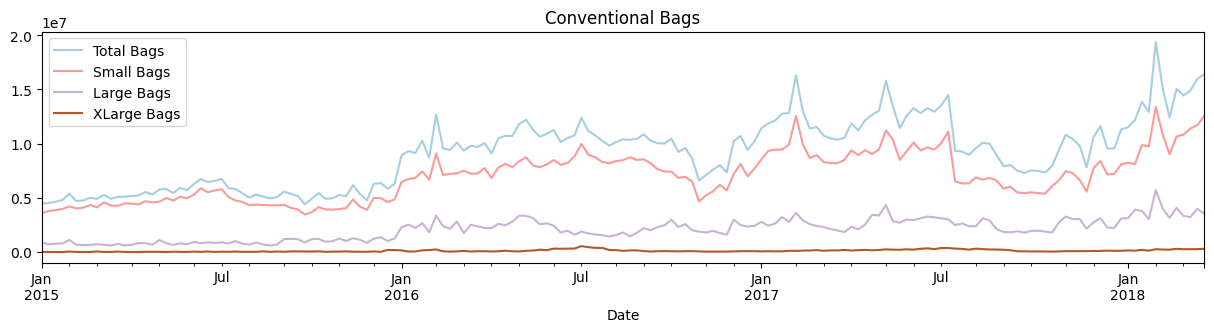 Conventional Bags
1e7
2.0
1.5
1.0
0.5
0.0
Total Bags
Small Bags
Large Bags
XLarge Bags
Jan Jul Jan Jul Jan Jul Jan
2015 2016 2017 2018
Date